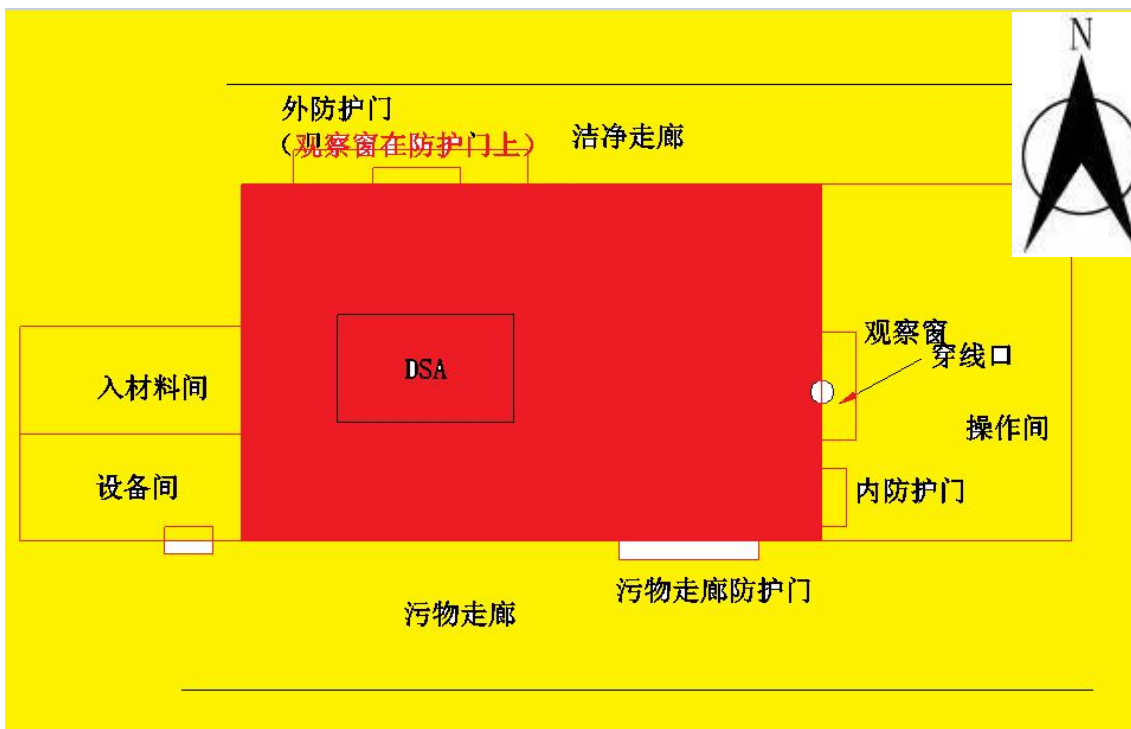 N
外防护门
（观察窗在防护门上）
洁净走廊
观察窗
穿线口
DSA
入材料间
操作间
设备间
内防护门
污物走廊防护门
污物走廊